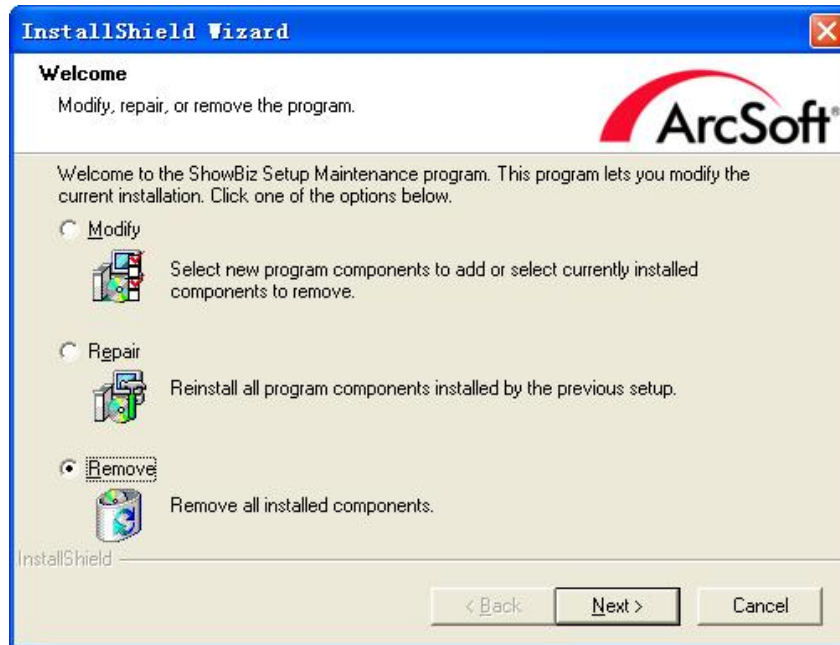 InstallShield Wizard
Welcome
Modify, repair, or remove the program.
ArcSoft®
Welcome to the ShowBiz Setup Maintenance program. This program lets you modify the
current installation. Click one of the options below.
Modify
Select new program components to add or select currently installed
components to remove.
Repair
Reinstall all program components installed by the previous setup.
Remove
Remove all installed components.
InstallShield
< Back Next > Cancel